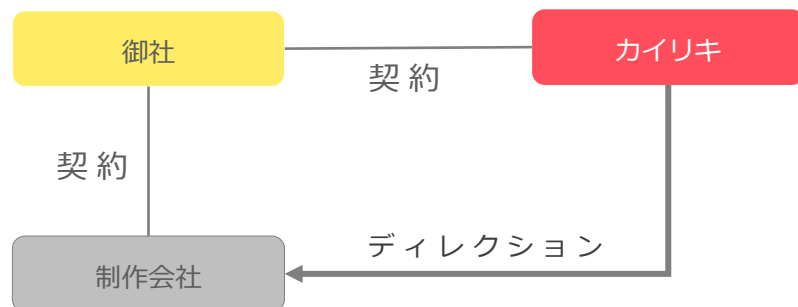 御社
カイリキ
契約
契約
ディレクション
制作会社